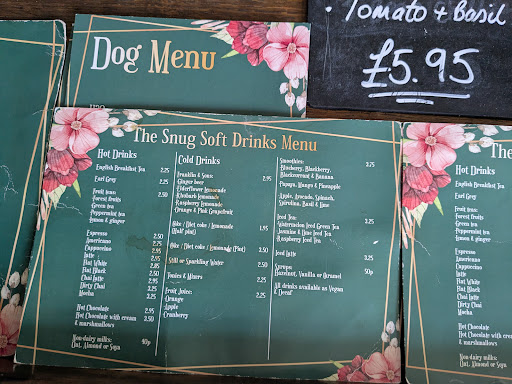 Tomato + Basil
£5.95
Dog Menu
The Snug Soft Drinks Menu
Hot Drinks
English Breakfast Tea 2.25
Earl Grey 2.25
Fruit teas: 2.50
Forest fruits
Green tea
Peppermint tea
Lemon & ginger
Espresso 2.50
Americano 2.75
Cappuccino 2.95
Latte 2.95
Flat White 2.85
Flat Black
Chai Latte
Dirty Chai
Mocha 3.25
Hot Chocolate 2.95
Hot Chocolate with cream 3.50
& marshmallows
Non-dairy milks: 40p
Oat, Almond or Soya
Cold Drinks
Franklin & Sons: 2.95
-Ginger beer
-Elderflower lemonade
-Rhubarb Lemonade
-Raspberry Lemonade
-Orange & Pink Grapefruit
Coke / Diet coke / lemonade 1.95
(Half pint)
Coke / Diet coke / lemonade (Pint) 2.50
Still or Sparkling Water 2.50
Tonics & Mixers 2.25
Fruit Juice: 2.25
-Orange
-Apple
Cranberry
Smoothies: 3.75
-Blueberry, Blackberry,
Blackcurrant & Banana
-Papaya, Mango & Pineapple
-Apple, Avocado, Spinach,
Spirulina, Basil & Lime
Iced Tea: 3.25
-Watermelon Iced Green Tea
-Jasmine & Lime Iced Tea
-Raspberry Iced Tea
Iced Latte 3.25
Syrups: 50p
Hazelnut, Vanilla or Caramel
All drinks available as Vegan
& Decaf
The
Hot Drinks
English Breakfast Tea
Earl Grey
Fruit teas:
Forest fruits
Green tea
Peppermint tea
Lemon & ginger
Espresso
Americano
Cappuccino
Latte
Flat White
Flat Black
Chai Latte
Dirty Chai
Mocha
Hot Chocolate
Hot Chocolate with cream
& marshmallows
Non-dairy milks:
Oat, Almond or Soya